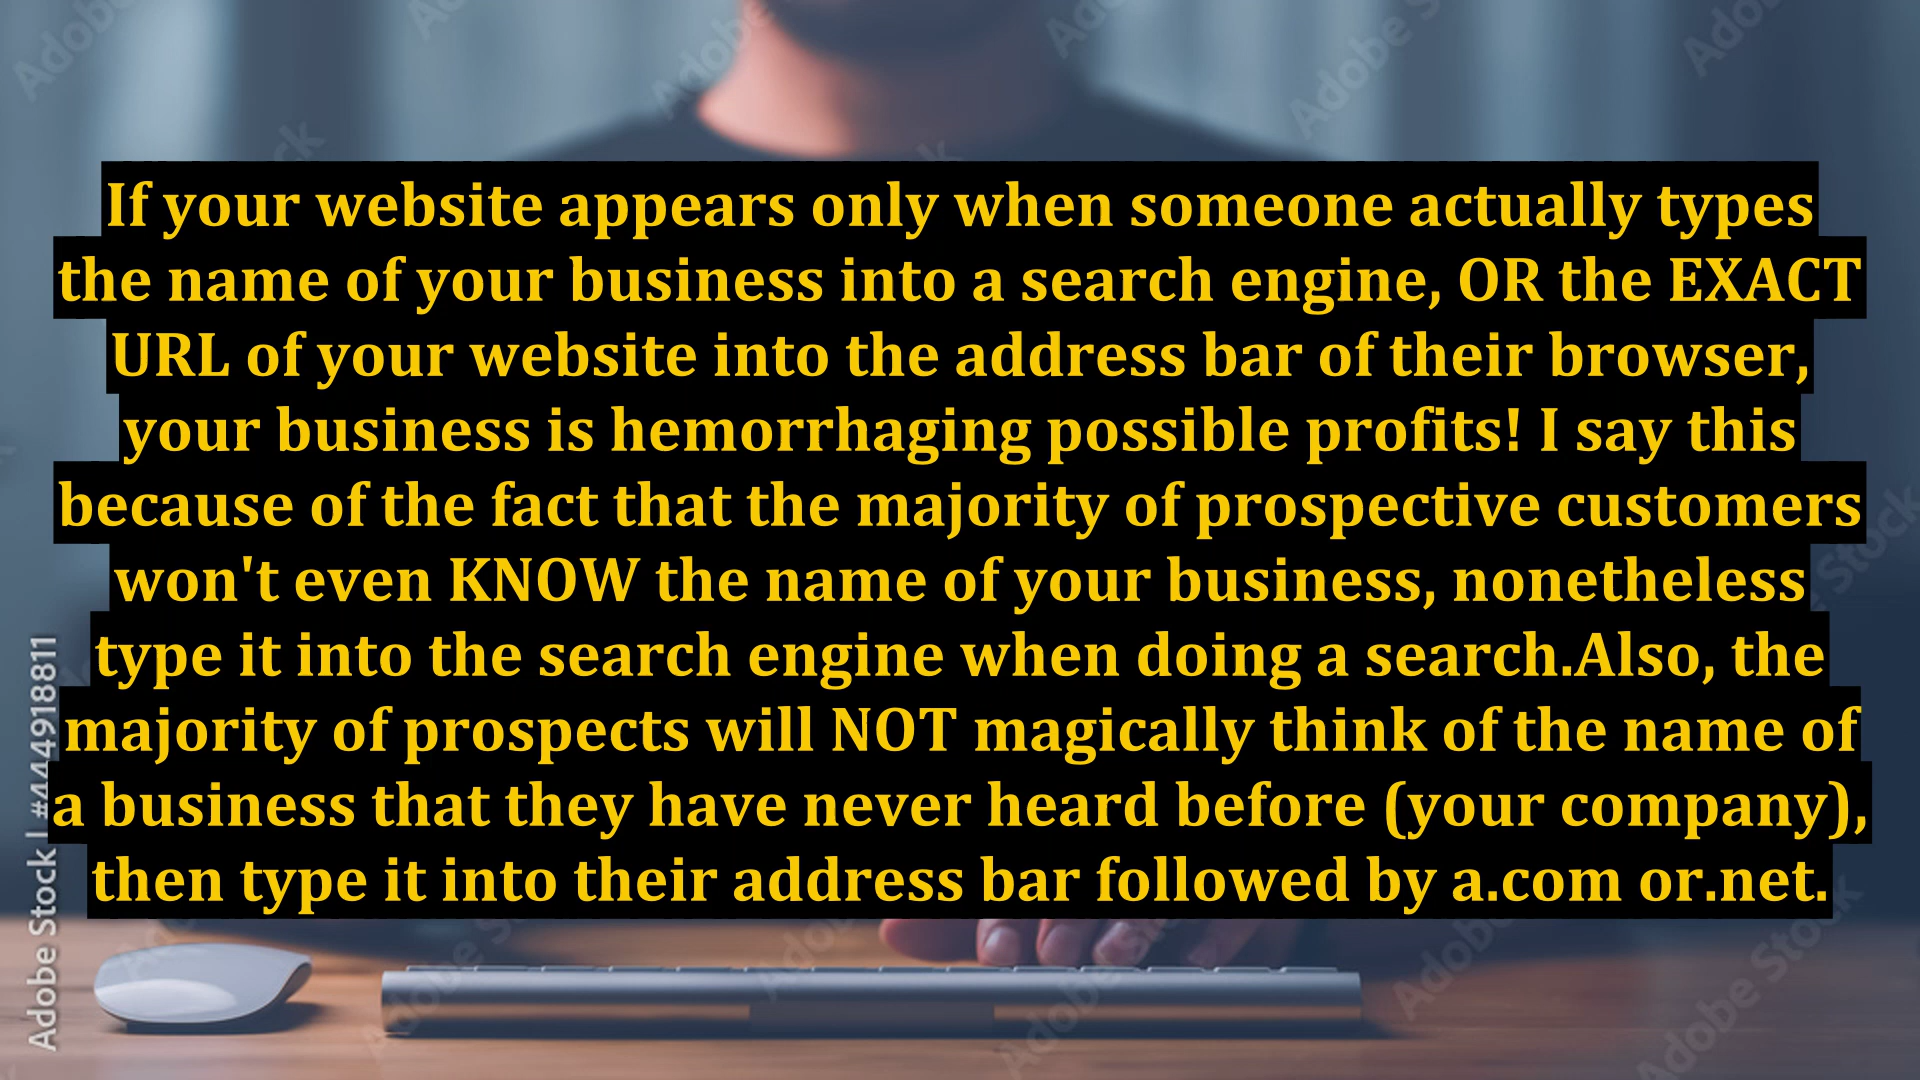 If your website appears only when someone actually types
the name of your business into a search engine, OR the EXACT
URL of your website into the address bar of their browser,
your business is hemorrhaging possible profits! I say this
because of the fact that the majority of prospective customers
won't even KNOW the name of your business, nonetheless
type it into the search engine when doing a search.Also, the
majority of prospects will NOT magically think of the name of
a business that they have never heard before (your company),
then type it into their address bar followed by a.com or.net.
Adobe Stock | #444918811